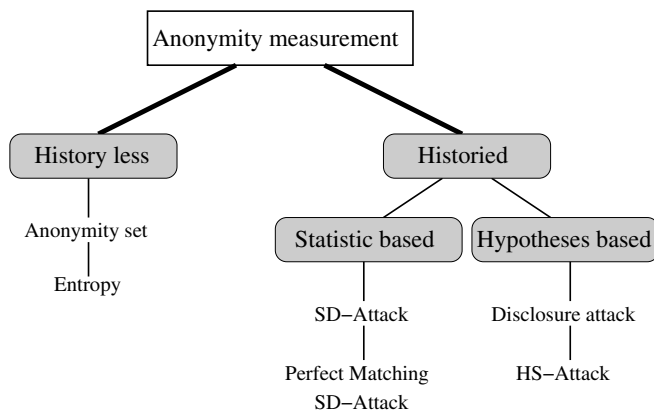 Anonymity measurement
History less
Historied
Anonymity set
Statistic based
Hypotheses based
Entropy
SD−Attack
Disclosure attack
Perfect Matching
SD−Attack
HS−Attack